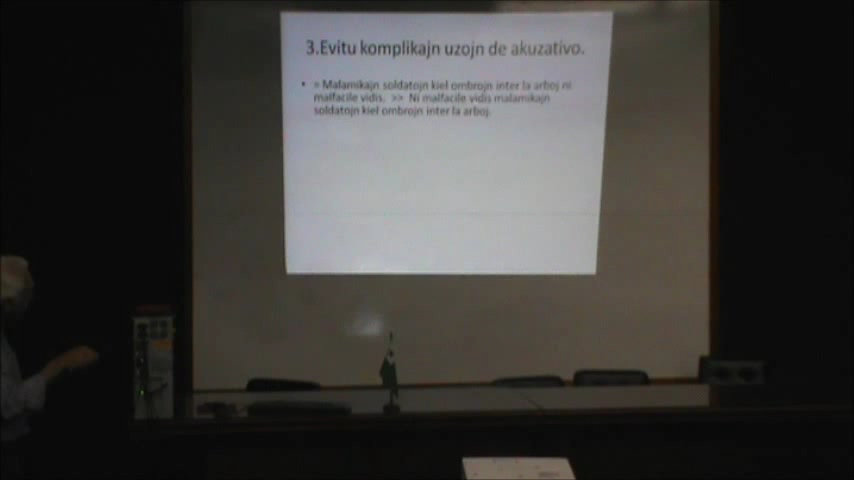 3.Evitu komplikajn uzojn de akuzativo.
• = Malamikajn soldatojn kiel ombrojn inter la arboj ni
malfacile vidis. >> Ni malfacile vidis malamikajn
soldatojn kiel ombrojn inter la arboj.